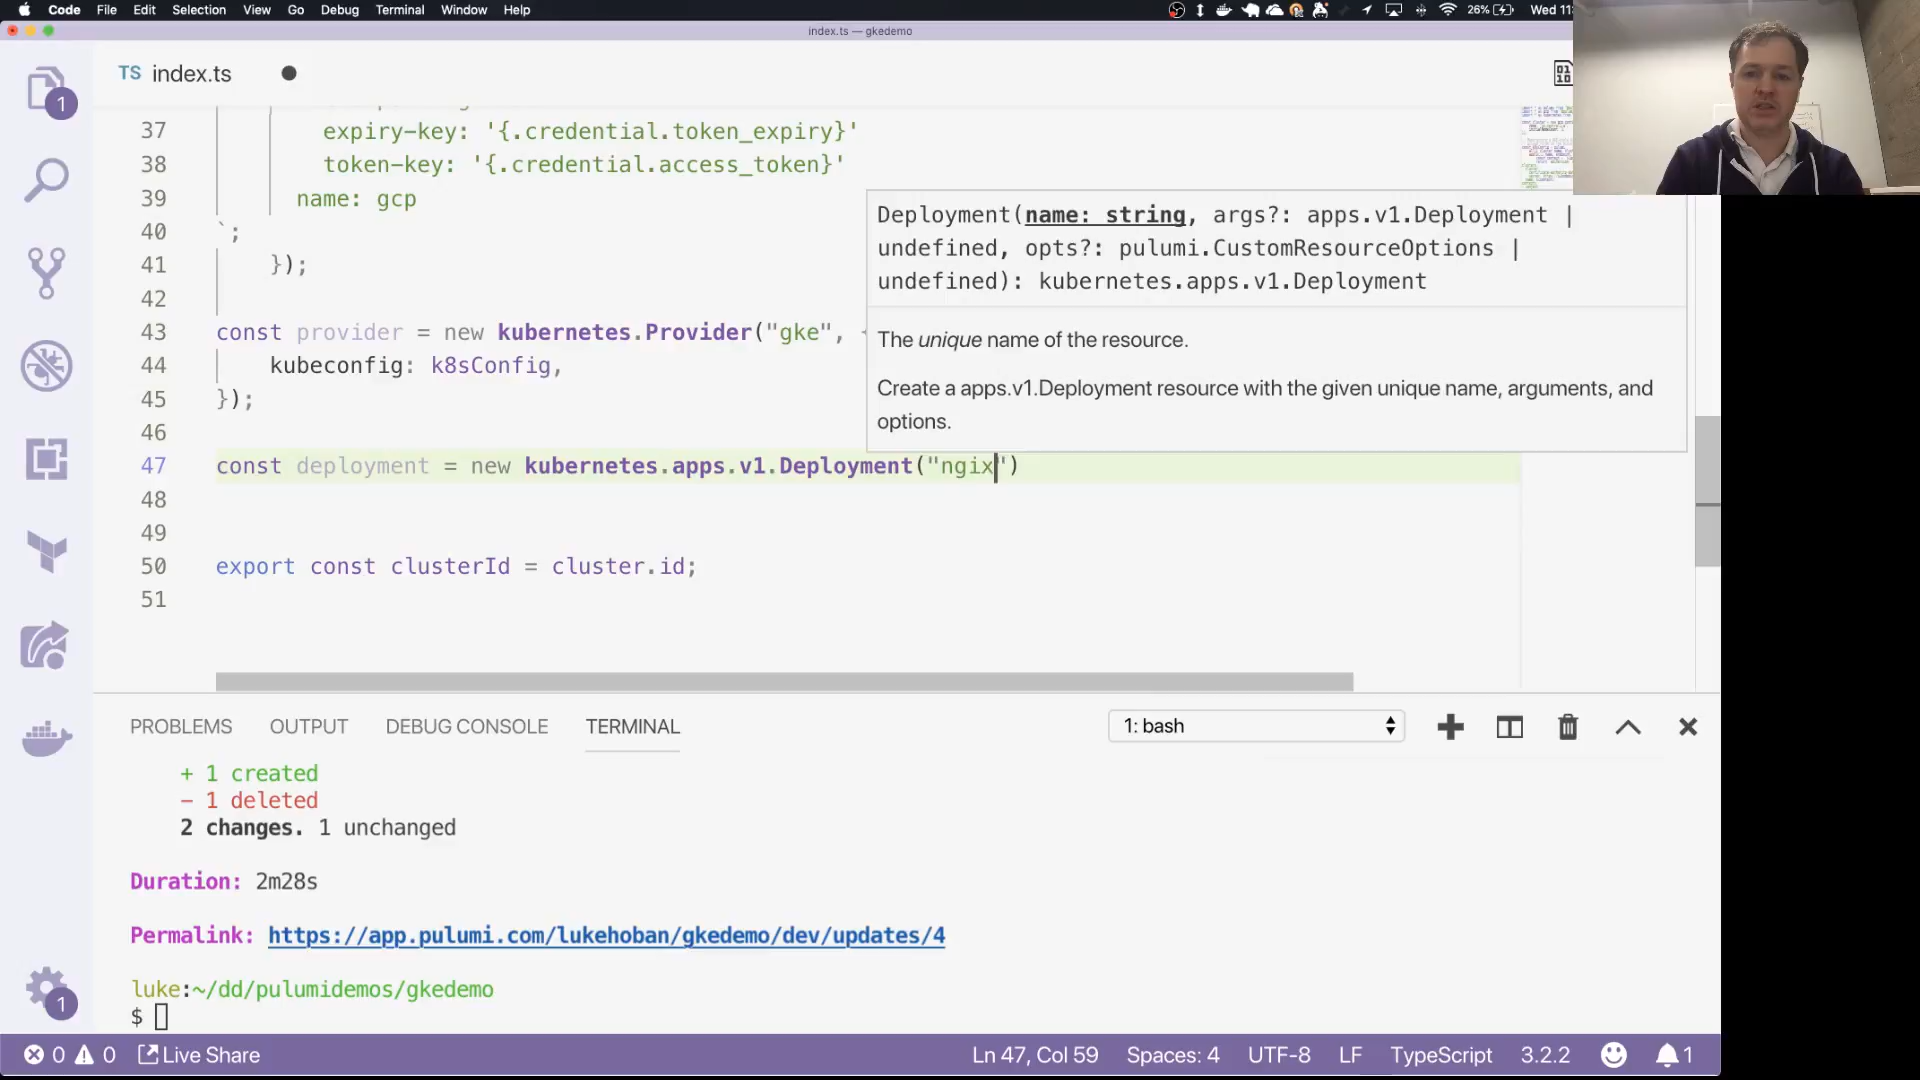 Code File Edit Selection View Go Debug Terminal Window Help 26% Wed 11
index.ts — gkedemo
TS index.ts
37 expiry-key: '{.credential.token_expiry}'
38 token-key: '{.credential.access_token}'
39 name: gcp
40 `;
41 });
42
43 const provider = new kubernetes.Provider("gke", {
44 kubeconfig: k8sConfig,
45 });
46
47 const deployment = new kubernetes.apps.v1.Deployment("ngix")
48
49
50 export const clusterId = cluster.id;
51
Deployment(name: string, args?: apps.v1.Deployment |
undefined, opts?: pulumi.CustomResourceOptions |
undefined): kubernetes.apps.v1.Deployment
The unique name of the resource.
Create a apps.v1.Deployment resource with the given unique name, arguments, and
options.
1
PROBLEMS OUTPUT DEBUG CONSOLE TERMINAL 1: bash
+ 1 created
- 1 deleted
2 changes. 1 unchanged
Duration: 2m28s
Permalink: https://app.pulumi.com/lukehoban/gkedemo/dev/updates/4
luke:~/dd/pulumidemos/gkedemo
$
1
0 0 Live Share Ln 47, Col 59 Spaces: 4 UTF-8 LF TypeScript 3.2.2 1